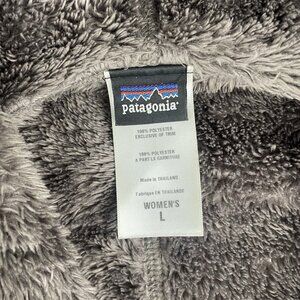 patagonia®
100% POLYESTER
EXCLUSIVE OF TRIM
100% POLYESTER
À PART LE GARNITURE
Made in THAILAND
Fabriqué EN THAILANDE
WOMEN'S
L